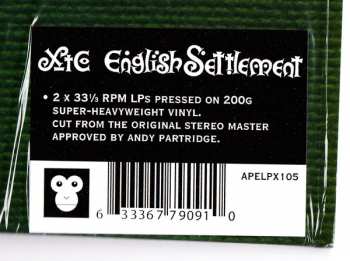 XTC English Settlement
• 2 x 33⅓ RPM LPs PRESSED ON 200G
SUPER-HEAVYWEIGHT VINYL.
CUT FROM THE ORIGINAL STEREO MASTER
APPROVED BY ANDY PARTRIDGE.
APELPX105
6 33367 79091 0